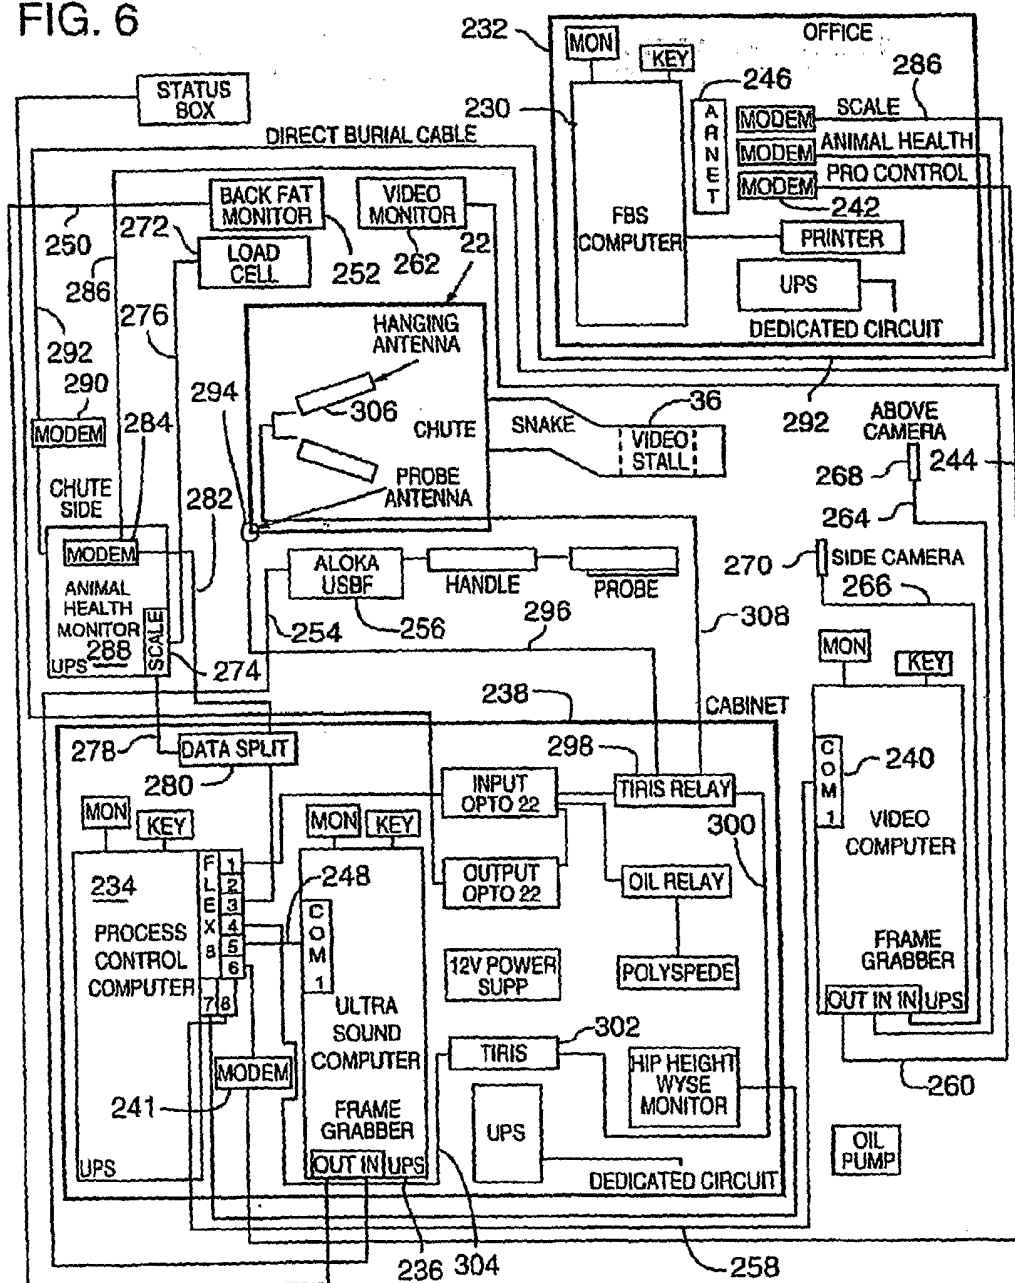 FIG. 6
232
MON
KEY
OFFICE
286
246
SCALE
230
ARNET
MODEM
ANIMAL HEALTH
MODEM
PRO CONTROL
MODEM
242
FBS
COMPUTER
PRINTER
UPS
DEDICATED CIRCUIT
STATUS
BOX
DIRECT BURIAL CABLE
BACK FAT
MONITOR
VIDEO
MONITOR
250
272
252
262
22
LOAD
CELL
286
276
292
290
MODEM
284
294
HANGING
ANTENNA
306
CHUTE
PROBE
ANTENNA
SNAKE
36
VIDEO
STALL
292
ABOVE
CAMERA
268
244
264
270
SIDE CAMERA
266
CHUTE
SIDE
282
MODEM
ANIMAL
HEALTH
MONITOR
288
UPS
SCALE
274
ALOKA
USBF
HANDLE
PROBE
254
256
296
308
MON
KEY
238
CABINET
278
DATA SPLIT
280
298
INPUT
OPTO 22
TIRIS RELAY
300
COM 1
240
VIDEO
COMPUTER
FRAME
GRABBER
OUT IN IN
UPS
260
MON
KEY
MON
KEY
234
PROCESS
CONTROL
COMPUTER
FLEX 8
1
2
3
4
5
6
7 8
248
COM 1
OUTPUT
OPTO 22
OIL RELAY
12V POWER
SUPP
POLYSPEDE
ULTRA
SOUND
COMPUTER
302
TIRIS
HIP HEIGHT
WYSE
MONITOR
MODEM
241
FRAME
GRABBER
UPS
UPS
OUT IN
UPS
DEDICATED CIRCUIT
OIL
PUMP
236
304
258